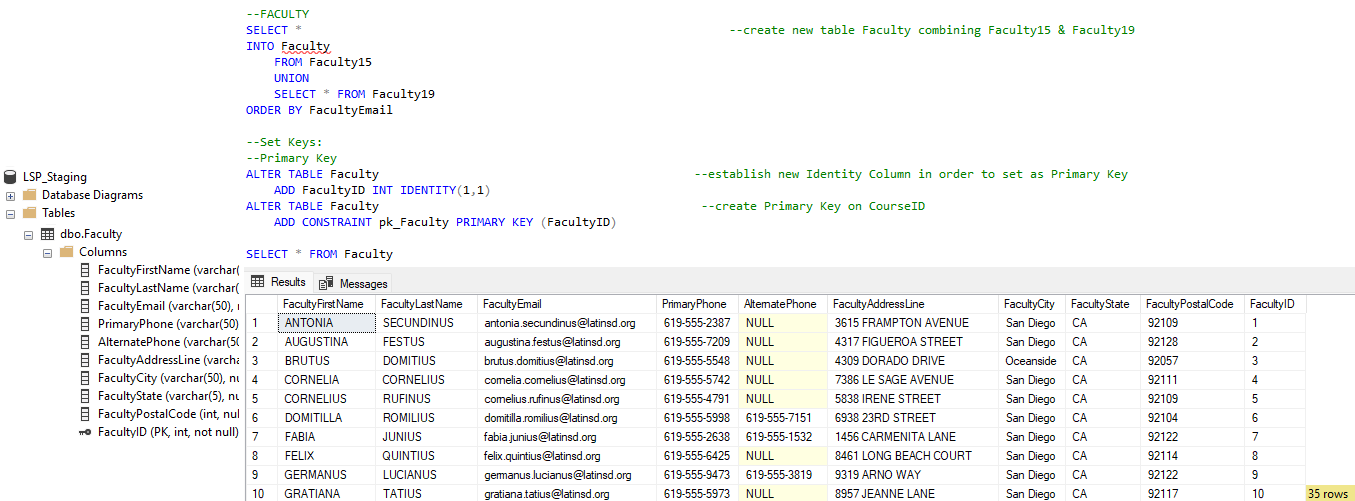 --FACULTY
SELECT * --create new table Faculty combining Faculty15 & Faculty19
INTO Faculty
FROM Faculty15
UNION
SELECT * FROM Faculty19
ORDER BY FacultyEmail
--Set Keys:
--Primary Key
ALTER TABLE Faculty --establish new Identity Column in order to set as Primary Key
ADD FacultyID INT IDENTITY(1,1)
ALTER TABLE Faculty --create Primary Key on CourseID
ADD CONSTRAINT pk_Faculty PRIMARY KEY (FacultyID)
SELECT * FROM Faculty
LSP_Staging
Database Diagrams
Tables
dbo.Faculty
Columns
FacultyFirstName (varchar(
FacultyLastName (varchar(
FacultyEmail (varchar(50), n
PrimaryPhone (varchar(50)
AlternatePhone (varchar(50
FacultyAddressLine (varcha
FacultyCity (varchar(50), nu
FacultyState (varchar(5), nu
FacultyPostalCode (int, null
FacultyID (PK, int, not null)
Results Messages
FacultyFirstName FacultyLastName FacultyEmail PrimaryPhone AlternatePhone FacultyAddressLine FacultyCity FacultyState FacultyPostalCode FacultyID
1 ANTONIA SECUNDINUS antonia.secundinus@latinsd.org 619-555-2387 NULL 3615 FRAMPTON AVENUE San Diego CA 92109 1
2 AUGUSTINA FESTUS augustina.festus@latinsd.org 619-555-7209 NULL 4317 FIGUEROA STREET San Diego CA 92128 2
3 BRUTUS DOMITIUS brutus.domitius@latinsd.org 619-555-5548 NULL 4309 DORADO DRIVE Oceanside CA 92057 3
4 CORNELIA CORNELIUS cornelia.cornelius@latinsd.org 619-555-5742 NULL 7386 LE SAGE AVENUE San Diego CA 92111 4
5 CORNELIUS RUFINUS cornelius.rufinus@latinsd.org 619-555-4791 NULL 5838 IRENE STREET San Diego CA 92109 5
6 DOMITILLA ROMILIUS domitilla.romilius@latinsd.org 619-555-5998 619-555-7151 6938 23RD STREET San Diego CA 92104 6
7 FABIA JUNIUS fabia.junius@latinsd.org 619-555-2638 619-555-1532 1456 CARMENITA LANE San Diego CA 92122 7
8 FELIX QUINTIUS felix.quintius@latinsd.org 619-555-6425 NULL 8461 LONG BEACH COURT San Diego CA 92114 8
9 GERMANUS LUCIANUS germanus.lucianus@latinsd.org 619-555-9473 619-555-3819 9319 ARNO WAY San Diego CA 92122 9
10 GRATIANA TATIUS gratiana.tatius@latinsd.org 619-555-5973 NULL 8957 JEANNE LANE San Diego CA 92117 10
35 rows